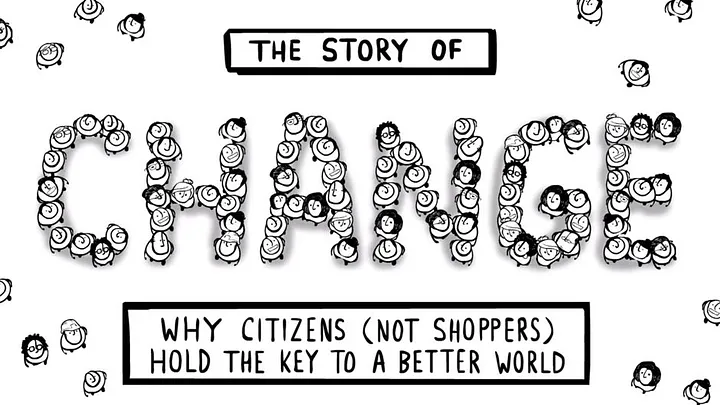 THE STORY OF
CHANGE
WHY CITIZENS (NOT SHOPPERS)
HOLD THE KEY TO A BETTER WORLD